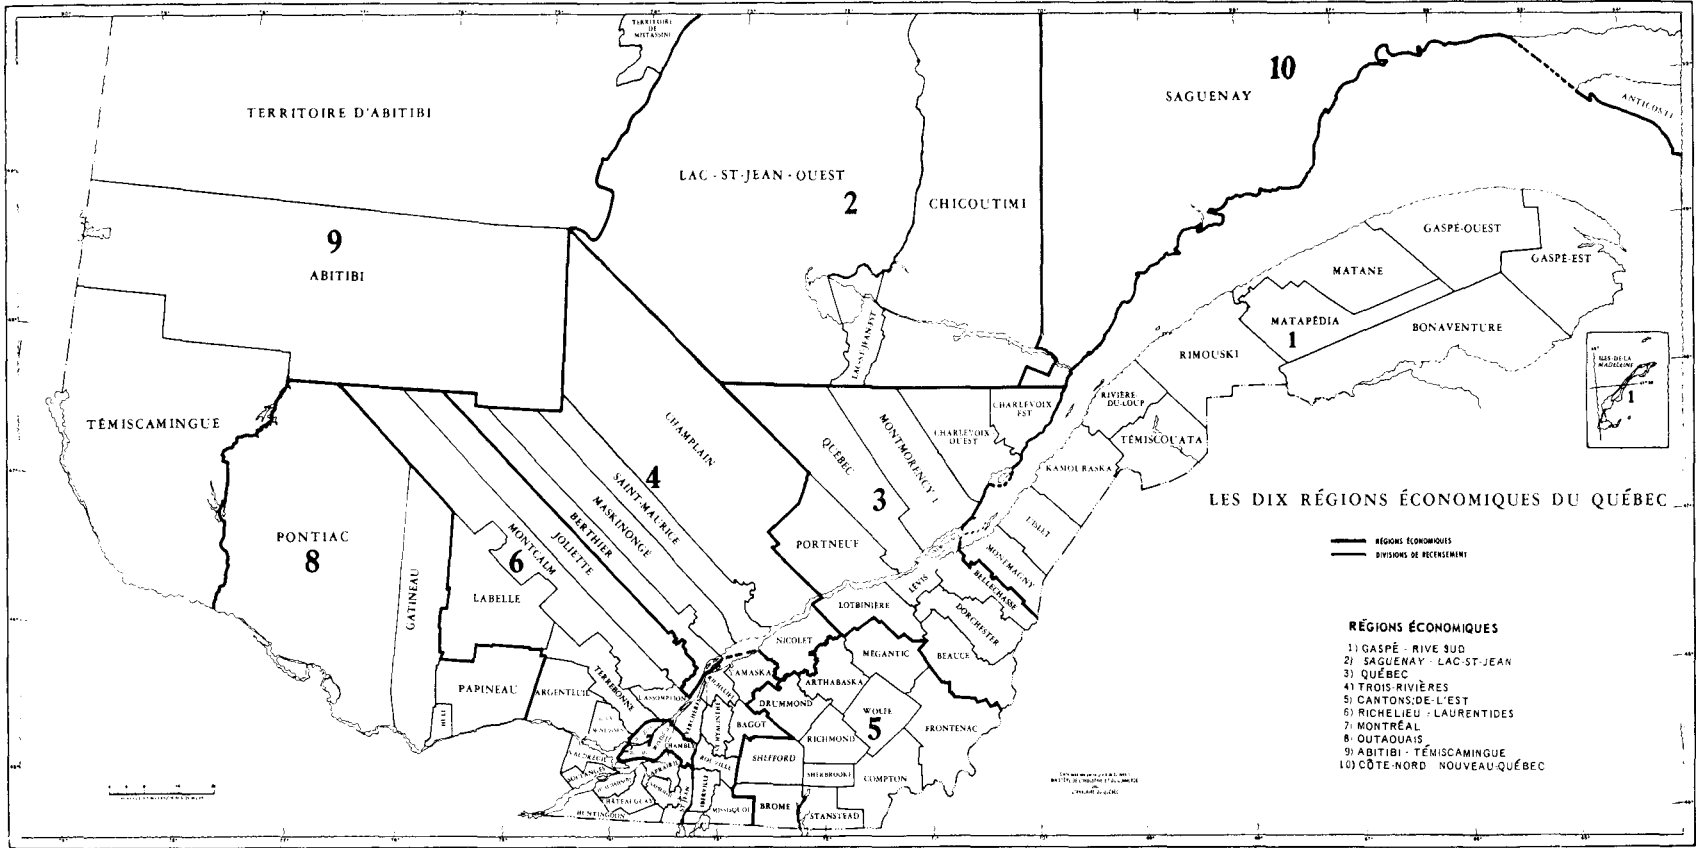 TERRITOIRE
DE
MISTASSINI
10
SAGUENAY
ANTICOSTI
TERRITOIRE D'ABITIBI
LAC-ST-JEAN-OUEST
2
CHICOUTIMI
9
ABITIBI
GASPÉ-OUEST
GASPÉ-EST
MATANE
MATAPÉDIA
1
BONAVENTURE
RIMOUSKI
LAC-ST-JEAN-EST
ILES-DE-LA
MADELEINE
1
TÉMISCAMINGUE
CHAMPLAIN
CHARLEVOIX
EST
RIVIÈRE-
DU-LOUP
TÉMISCOUATA
QUÉBEC
MONTMORENCY 1
CHARLEVOIX
OUEST
KAMOURASKA
4
SAINT-MAURICE
MASKINONGÉ
BERTHIER
JOLIETTE
MONTCALM
3
L'ISLET
LES DIX RÉGIONS ÉCONOMIQUES DU QUÉBEC
RÉGIONS ÉCONOMIQUES
DIVISIONS DE RECENSEMENT
PONTIAC
8
6
PORTNEUF
MONTMAGNY
BELLECHASSE
GATINEAU
LABELLE
LÉVIS
LOTBINIÈRE
DORCHESTER
NICOLET
BEAUCE
MÉGANTIC
PAPINEAU
HULL
ARGENTEUIL
TERREBONNE
L'ASSOMPTION
RICHELIEU
YAMASKA
ARTHABASKA
DRUMMOND
WOLFE
5
FRONTENAC
BAGOT
RICHMOND
7
CHAMBLY
ROUVILLE
SHEFFORD
SHERBROOKE
COMPTON
CHÂTEAUGUAY
HUNTINGDON
IBERVILLE
MISSISQUOI
BROME
STANSTEAD
RÉGIONS ÉCONOMIQUES
1) GASPÉ - RIVE SUD
2) SAGUENAY - LAC-ST-JEAN
3) QUÉBEC
4) TROIS-RIVIÈRES
5) CANTONS-DE-L'EST
6) RICHELIEU - LAURENTIDES
7) MONTRÉAL
8) OUTAOUAIS
9) ABITIBI - TÉMISCAMINGUE
10) CÔTE-NORD NOUVEAU-QUÉBEC